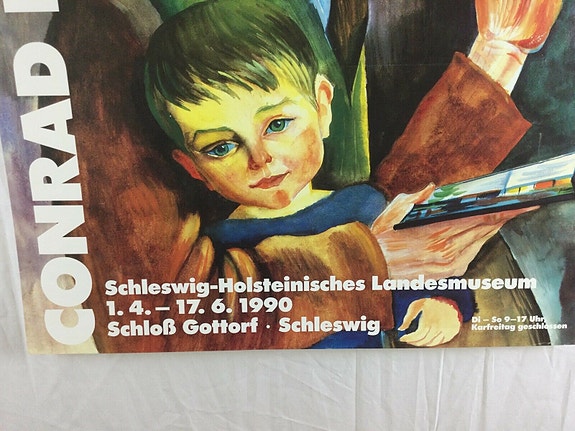 CONRAD
Schleswig-Holsteinisches Landesmuseum
1. 4. – 17. 6. 1990
Schloß Gottorf · Schleswig
Di – So 9–17 Uhr,
Karfreitag geschlossen